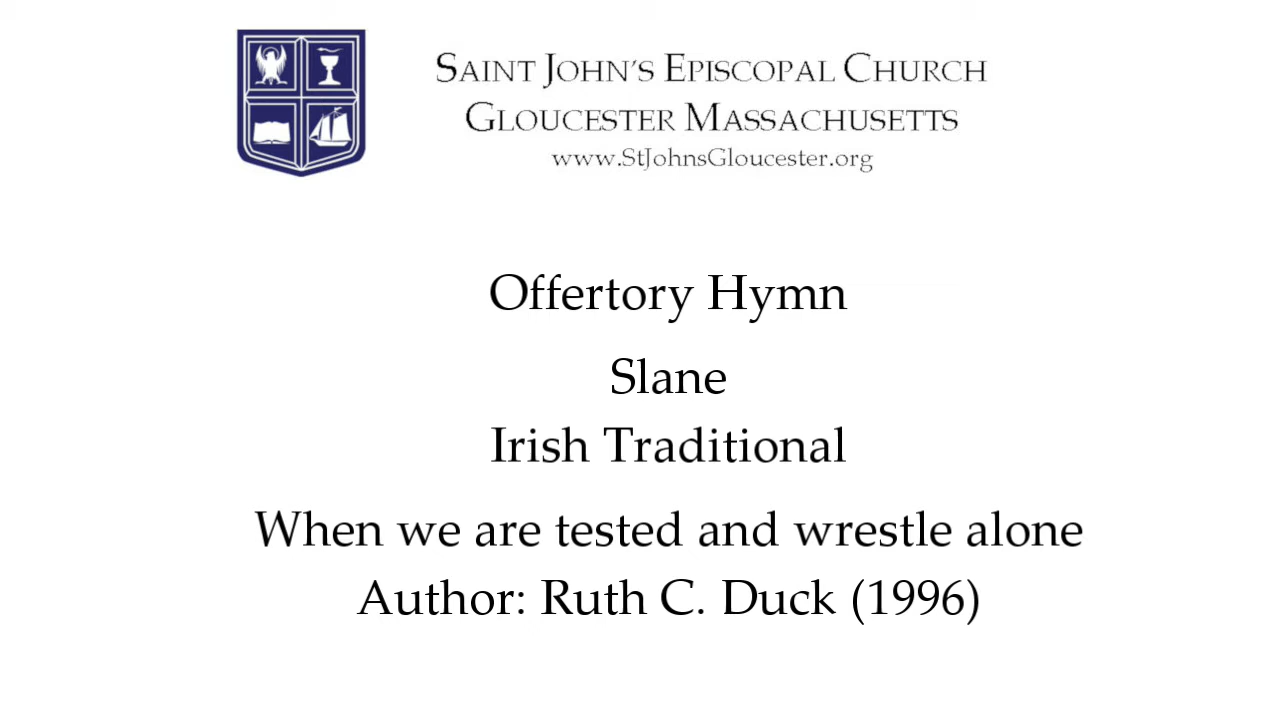 Saint John's Episcopal Church
Gloucester Massachusetts
www.StJohnsGloucester.org
Offertory Hymn
Slane
Irish Traditional
When we are tested and wrestle alone
Author: Ruth C. Duck (1996)